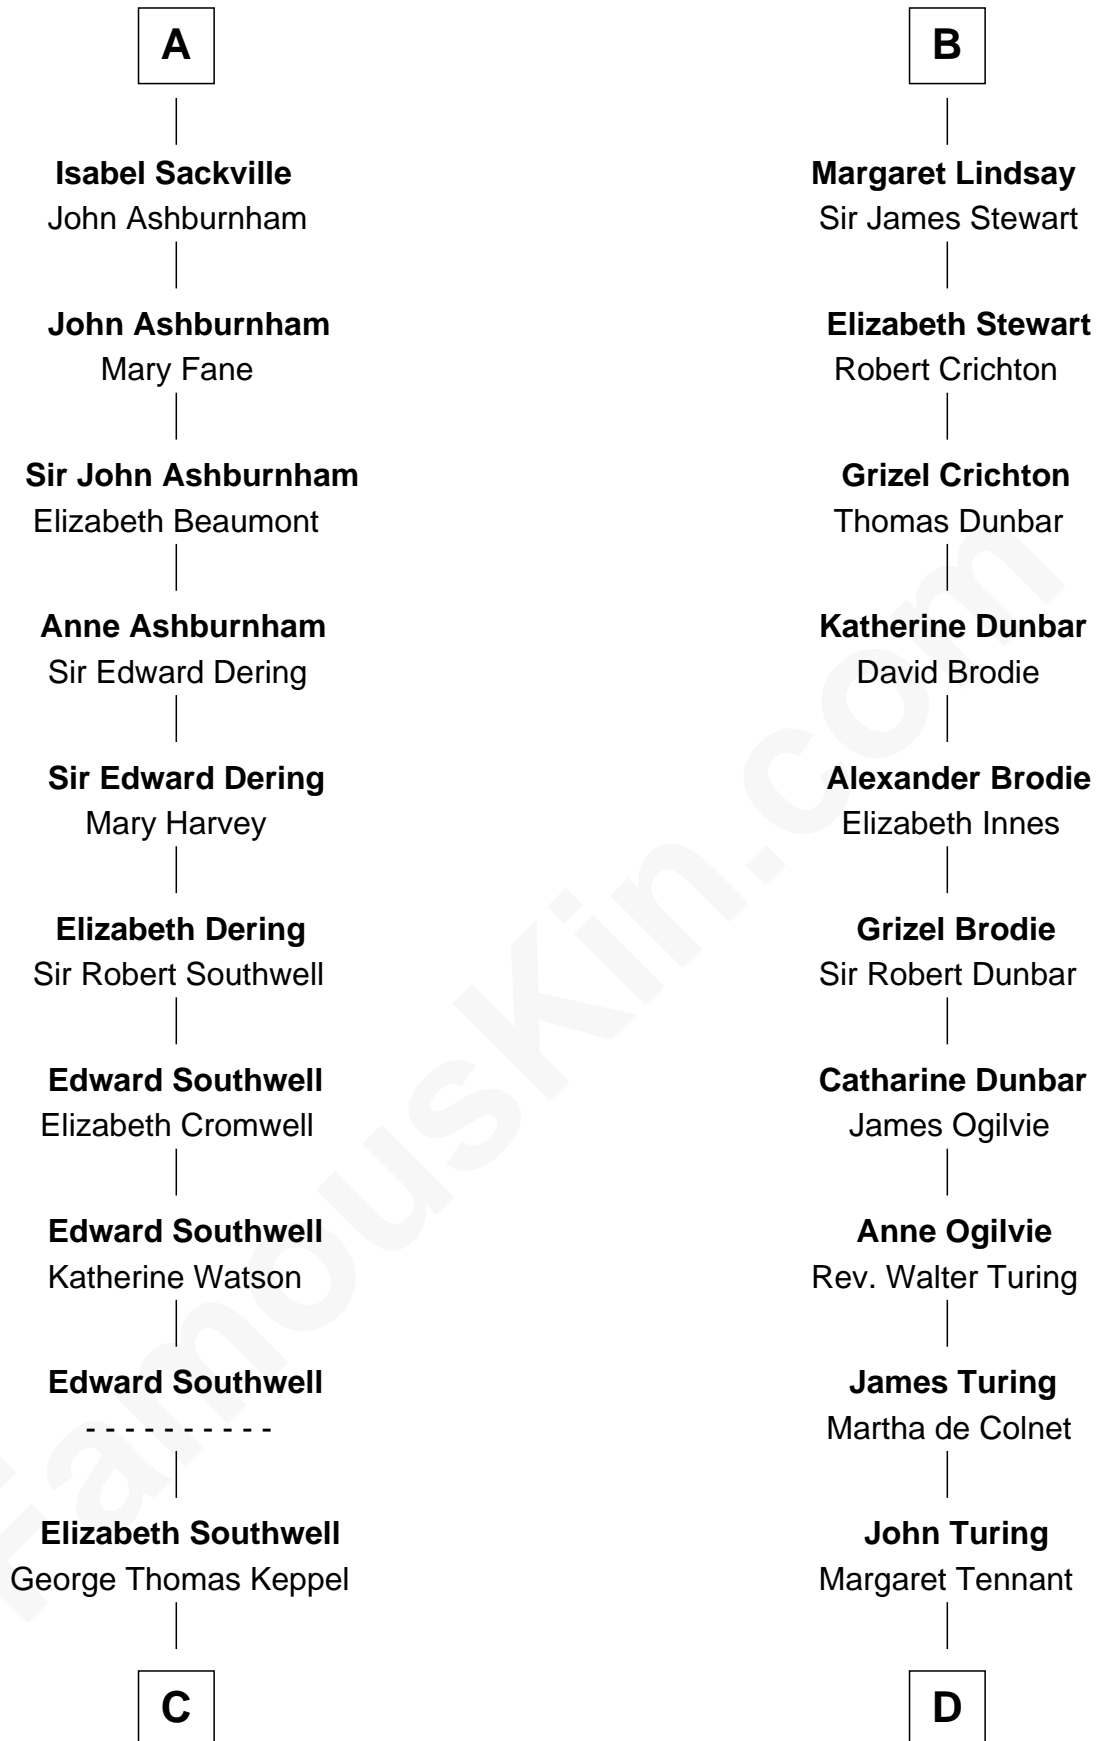 A
Isabel Sackville
John Ashburnham
John Ashburnham
Mary Fane
Sir John Ashburnham
Elizabeth Beaumont
Anne Ashburnham
Sir Edward Dering
Sir Edward Dering
Mary Harvey
Elizabeth Dering
Sir Robert Southwell
Edward Southwell
Elizabeth Cromwell
Edward Southwell
Katherine Watson
Edward Southwell
- - - - - - - - - -
Elizabeth Southwell
George Thomas Keppel
C
B
Margaret Lindsay
Sir James Stewart
Elizabeth Stewart
Robert Crichton
Grizel Crichton
Thomas Dunbar
Katherine Dunbar
David Brodie
Alexander Brodie
Elizabeth Innes
Grizel Brodie
Sir Robert Dunbar
Catharine Dunbar
James Ogilvie
Anne Ogilvie
Rev. Walter Turing
James Turing
Martha de Colnet
John Turing
Margaret Tennant
D
FamousKin.com